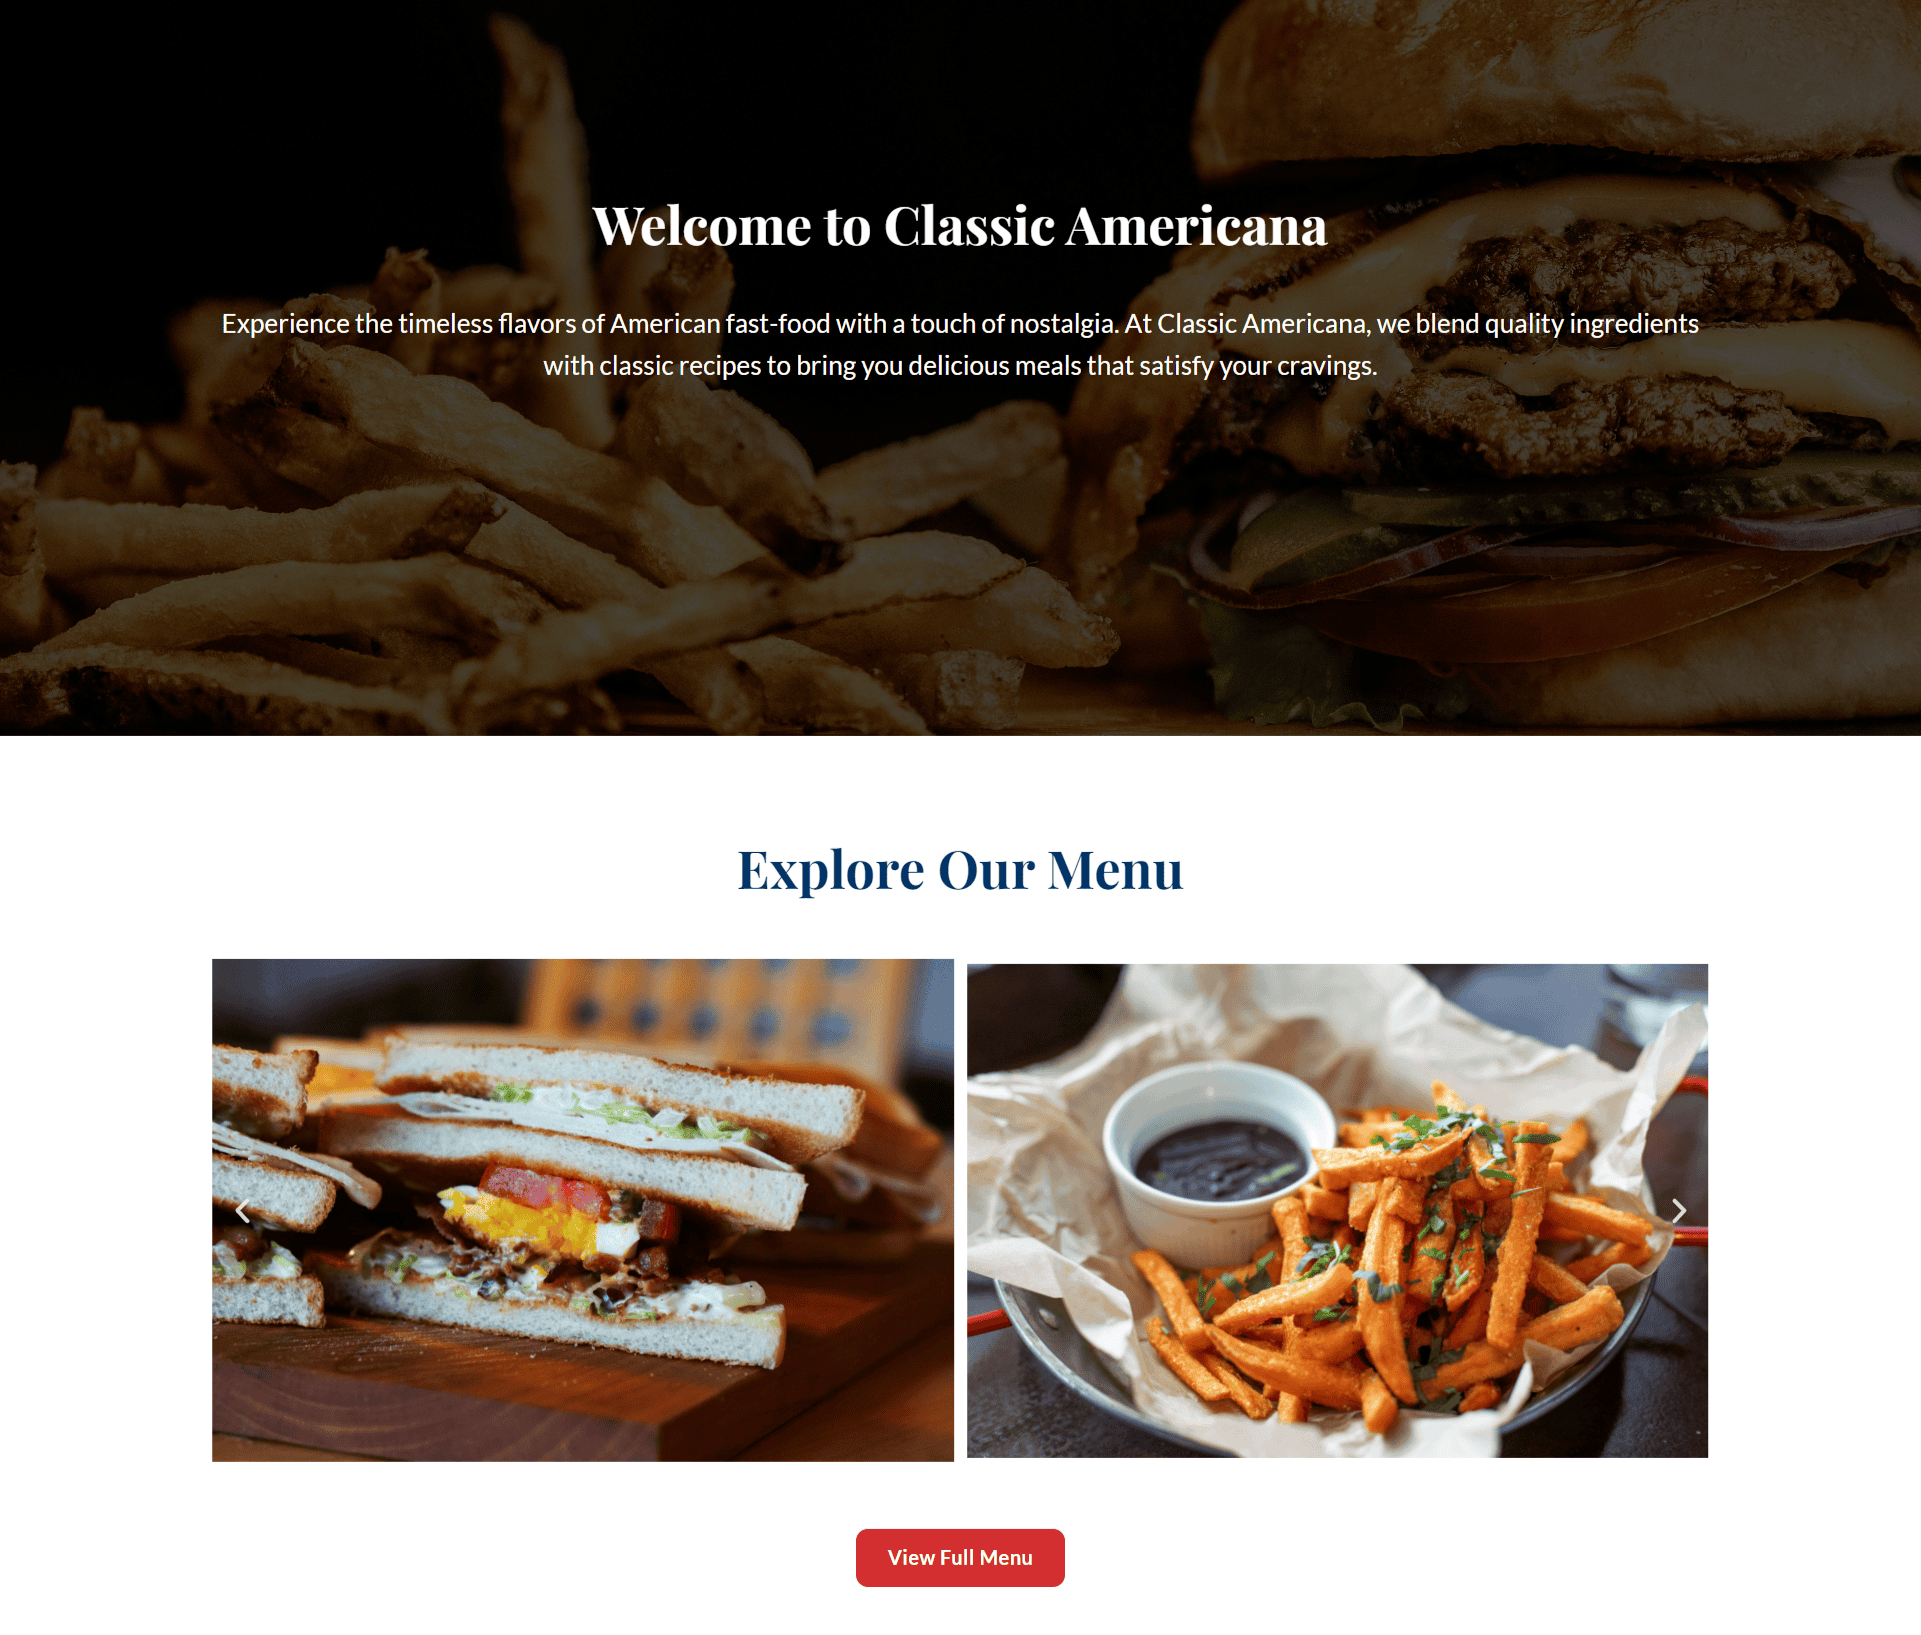 Welcome to Classic Americana
Experience the timeless flavors of American fast-food with a touch of nostalgia. At Classic Americana, we blend quality ingredients
with classic recipes to bring you delicious meals that satisfy your cravings.
Explore Our Menu
View Full Menu